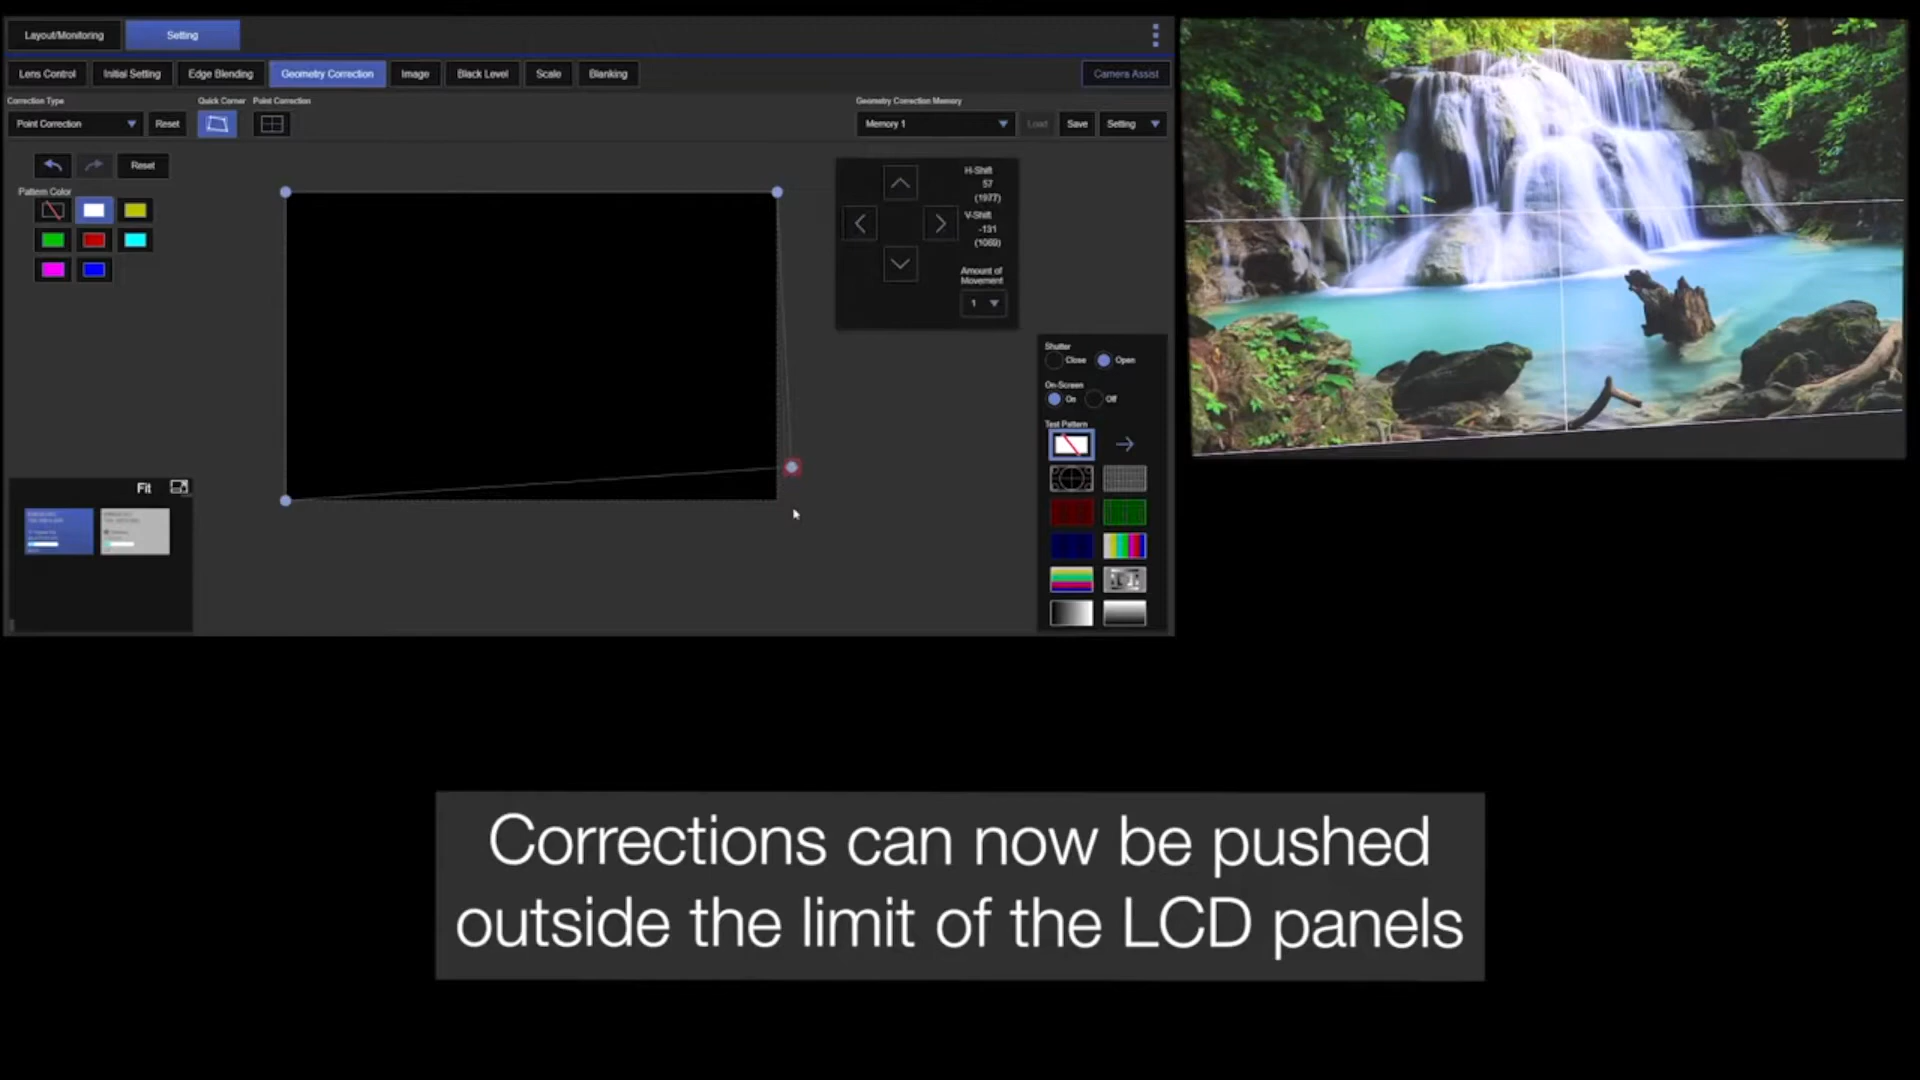 Layout/Monitoring
Setting
Lens Control
Initial Setting
Edge Blending
Geometry Correction
Image
Black Level
Scale
Blanking
Camera Assist
Correction Type
Quick Corner
Point Correction
Geometry Correction Memory
Point Correction
Reset
Memory 1
Load
Save
Setting
Reset
Pattern Color
H-Shift
57
(1977)
V-Shift
-131
(1069)
Amount of
Movement
1
Shutter
Close
Open
On-Screen
On
Off
Test Pattern
Fit
Corrections can now be pushed
outside the limit of the LCD panels